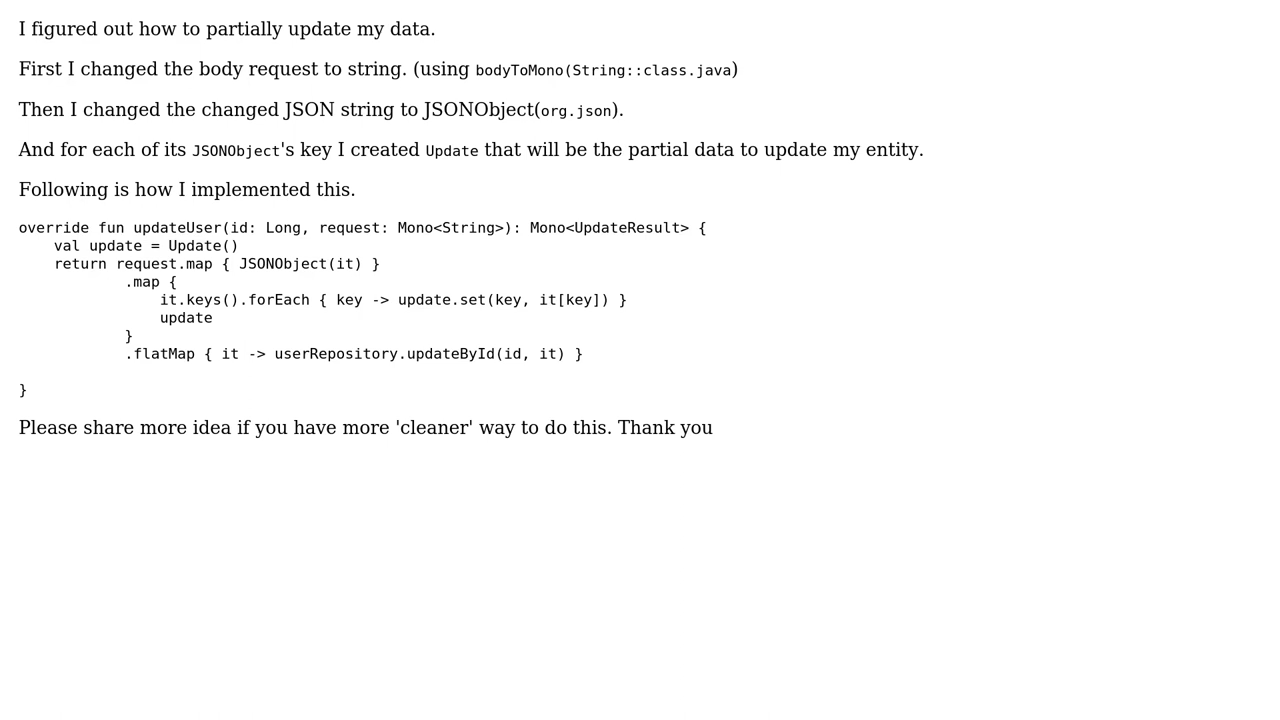 I figured out how to partially update my data.
First I changed the body request to string. (using bodyToMono(String::class.java)
Then I changed the changed JSON string to JSONObject(org.json).
And for each of its JSONObject's key I created Update that will be the partial data to update my entity.
Following is how I implemented this.
override fun updateUser(id: Long, request: Mono<String>): Mono<UpdateResult> {
    val update = Update()
    return request.map { JSONObject(it) }
            .map {
                it.keys().forEach { key -> update.set(key, it[key]) }
                update
            }
            .flatMap { it -> userRepository.updateById(id, it) }
}
Please share more idea if you have more 'cleaner' way to do this. Thank you